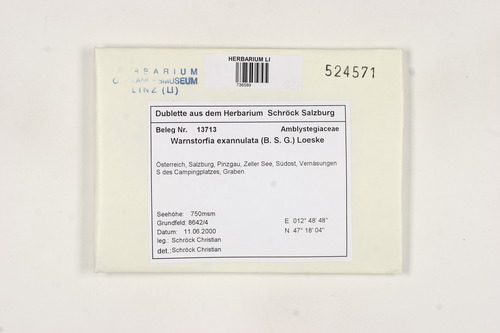 HERBARIUM LI
736589
524571
LINZ (LI)
Dublette aus dem Herbarium Schröck Salzburg
Beleg Nr. 13713 Amblystegiaceae
Warnstorfia exannulata (B. S. G.) Loeske
Österreich, Salzburg, Pinzgau, Zeller See, Südost, Vernässungen
S des Campingplatzes, Graben
Seehöhe: 750msm
Grundfeld: 8642/4
Datum: 11.06.2000
leg.: Schröck Christian
det.: Schröck Christian
E 012° 48' 48"
N 47° 18' 04"